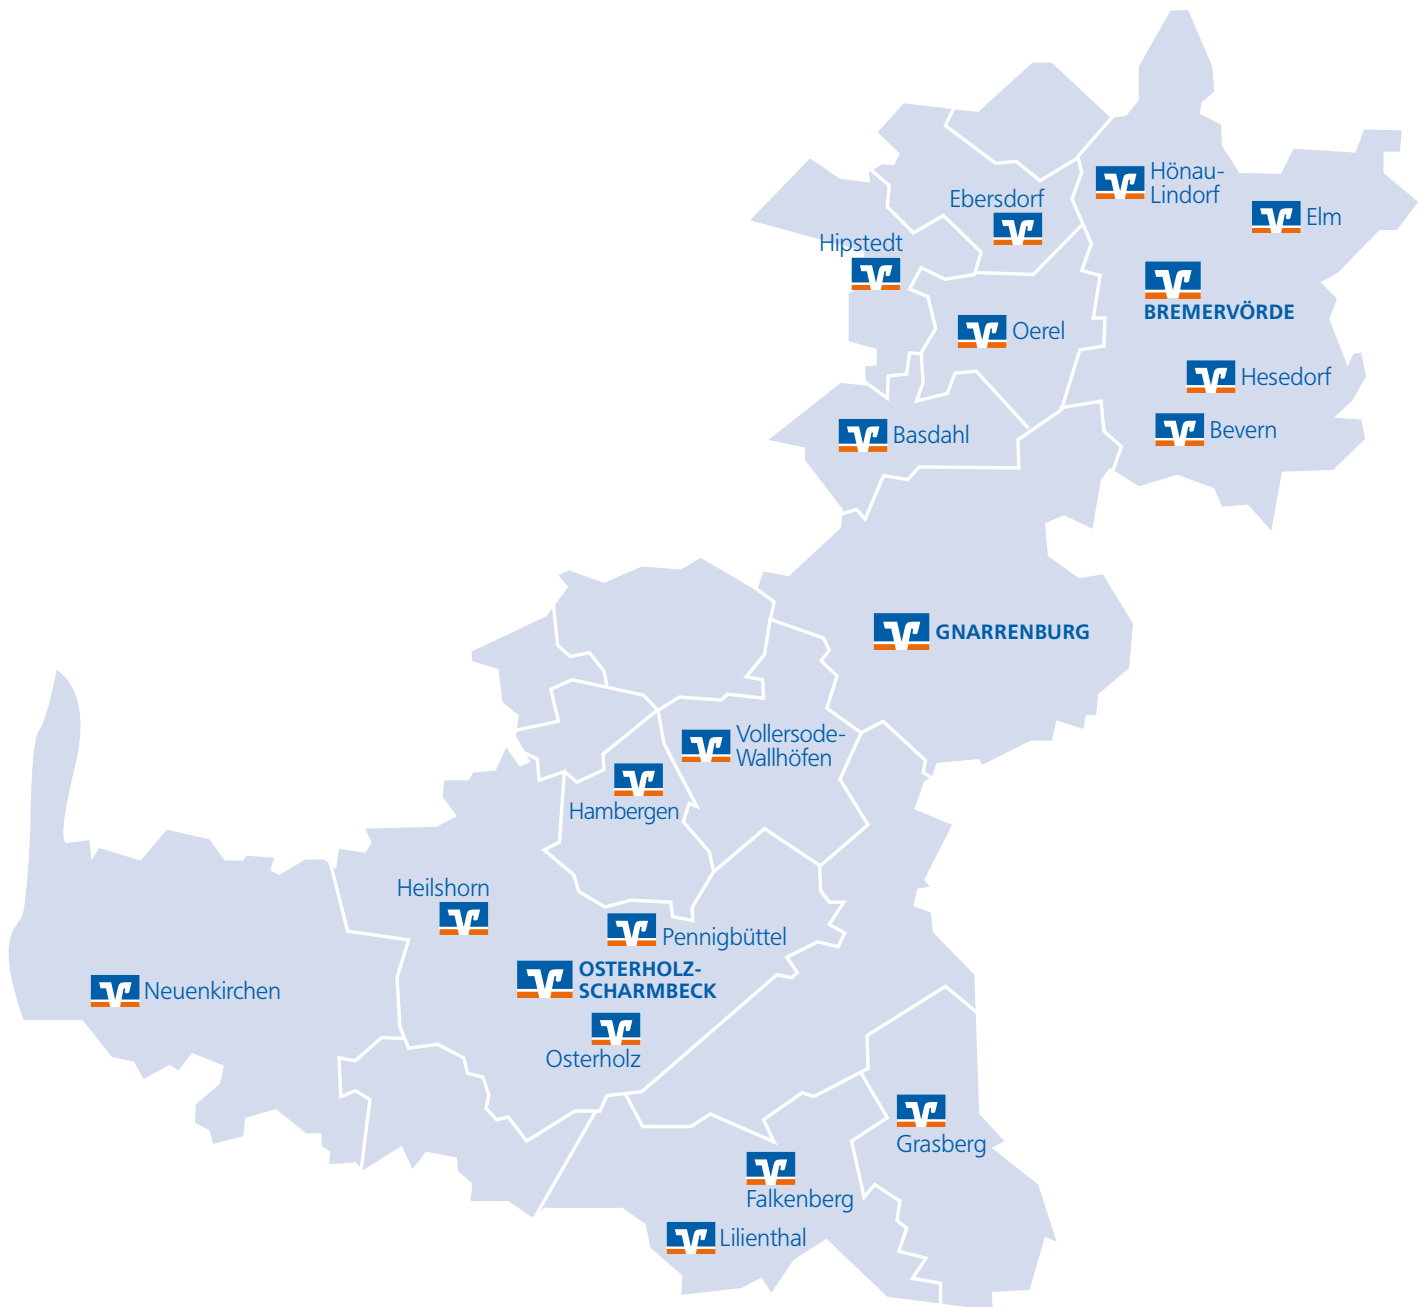 Hönau-
Lindorf
Ebersdorf
Elm
Hipstedt
BREMERVÖRDE
Oerel
Hesedorf
Basdahl
Bevern
GNARRENBURG
Vollersode-
Wallhöfen
Hambergen
Heilshorn
Pennigbüttel
OSTERHOLZ-
SCHARMBECK
Neuenkirchen
Osterholz
Grasberg
Falkenberg
Lilienthal